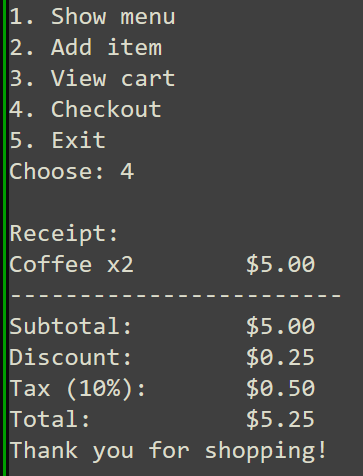 1. Show menu
2. Add item
3. View cart
4. Checkout
5. Exit
Choose: 4

Receipt:
Coffee x2        $5.00
------------------------
Subtotal:        $5.00
Discount:        $0.25
Tax (10%):       $0.50
Total:           $5.25
Thank you for shopping!